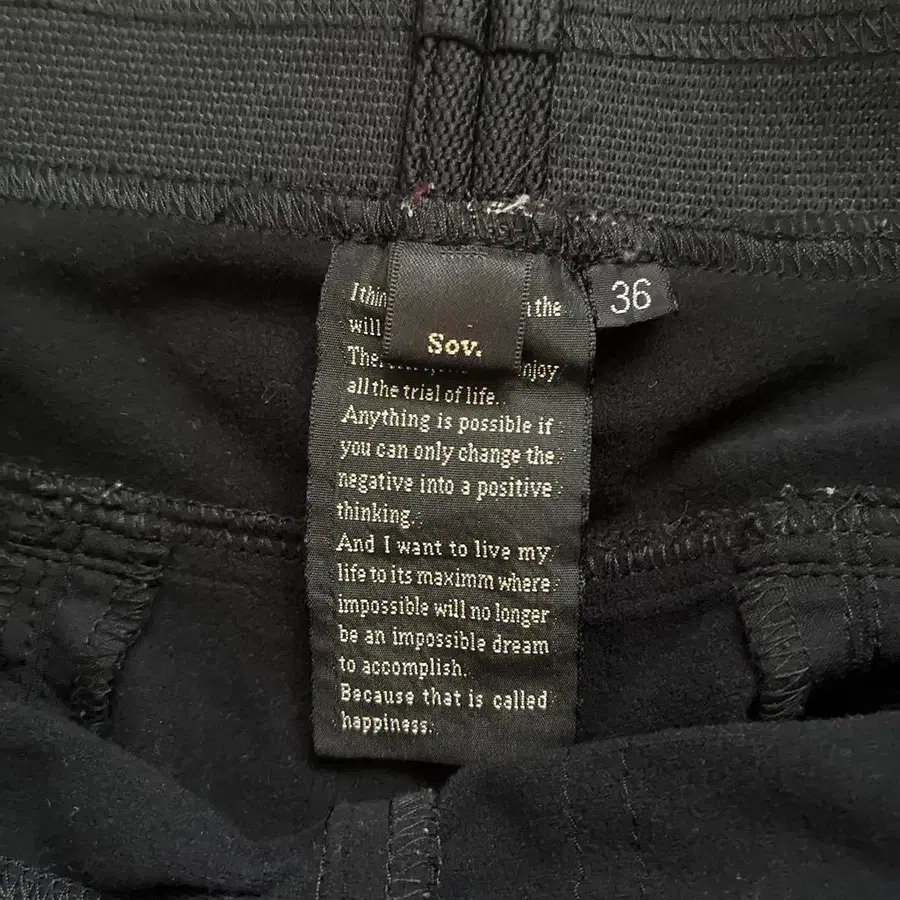 I thin the
will
Sov.
The njoy
all the trial of life..
Anything is possible if
you can only change the
negative into a positive
thinking..
And I want to live my
life to its maximm where
impossible will no longer
be an impossible dream
to accomplish.
Because that is called
happiness.
36